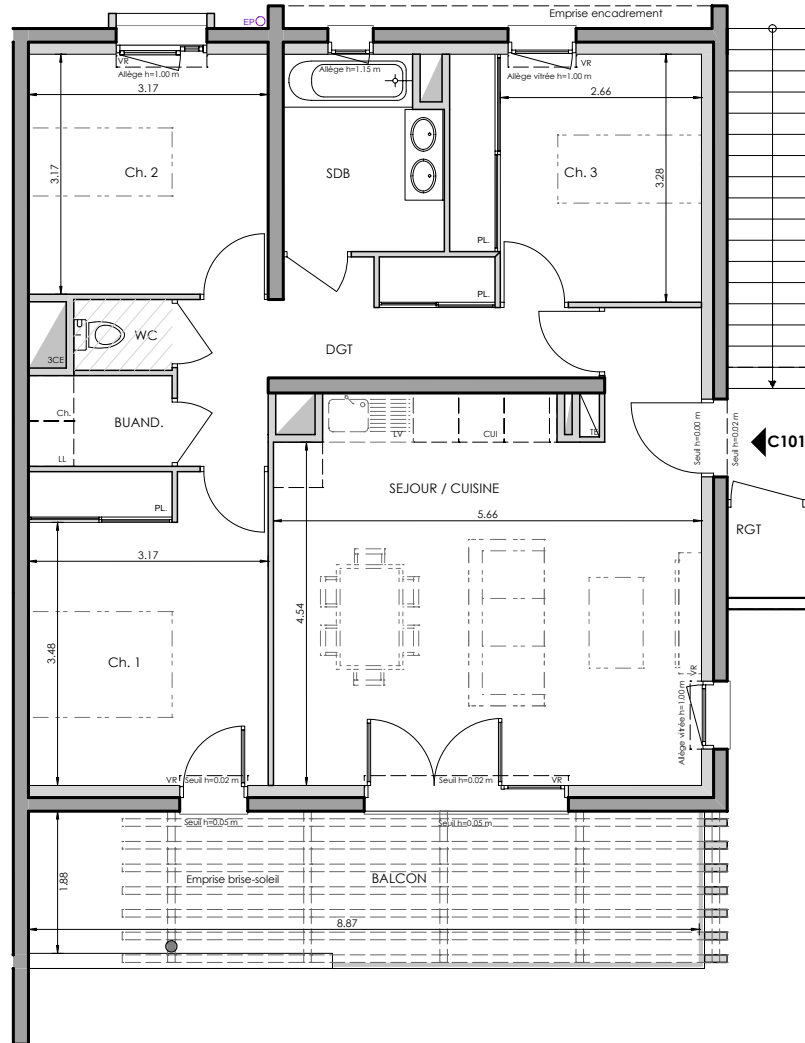 EP
Emprise encadrement
VR
Allège h=1.00 m
Allège h=1.15 m
VR
Allège vitrée h=1.00 m
3.17
2.66
3.17
Ch. 2
SDB
Ch. 3
3.28
PL.
PL.
WC
3CE
DGT
Ch.
BUAND.
LL
LV
CUI
TE
Seuil h=0.00 m
Seuil h=0.02 m
C101
PL.
SEJOUR / CUISINE
5.66
RGT
3.17
4.54
3.48
Ch. 1
VR
Allège vitrée h=1.00 m
VR
Seuil h=0.02 m
Seuil h=0.02 m
VR
Seuil h=0.05 m
Seuil h=0.05 m
1.88
Emprise brise-soleil
BALCON
8.87